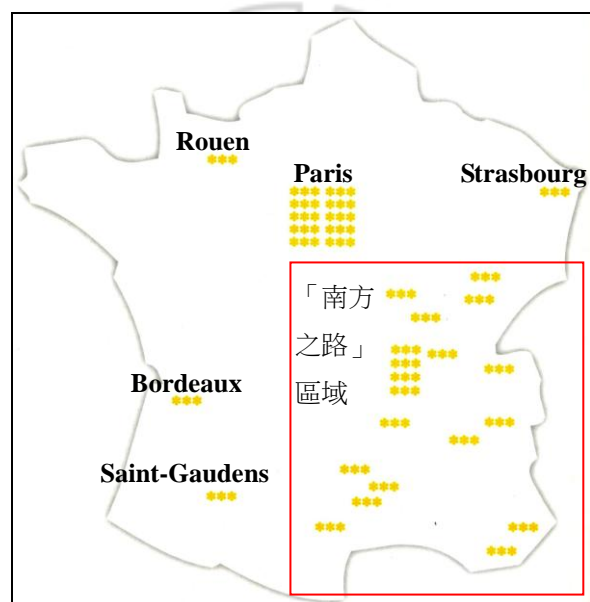 Rouen
Paris
Strasbourg
「南方
之路」
區域
Bordeaux
Saint-Gaudens